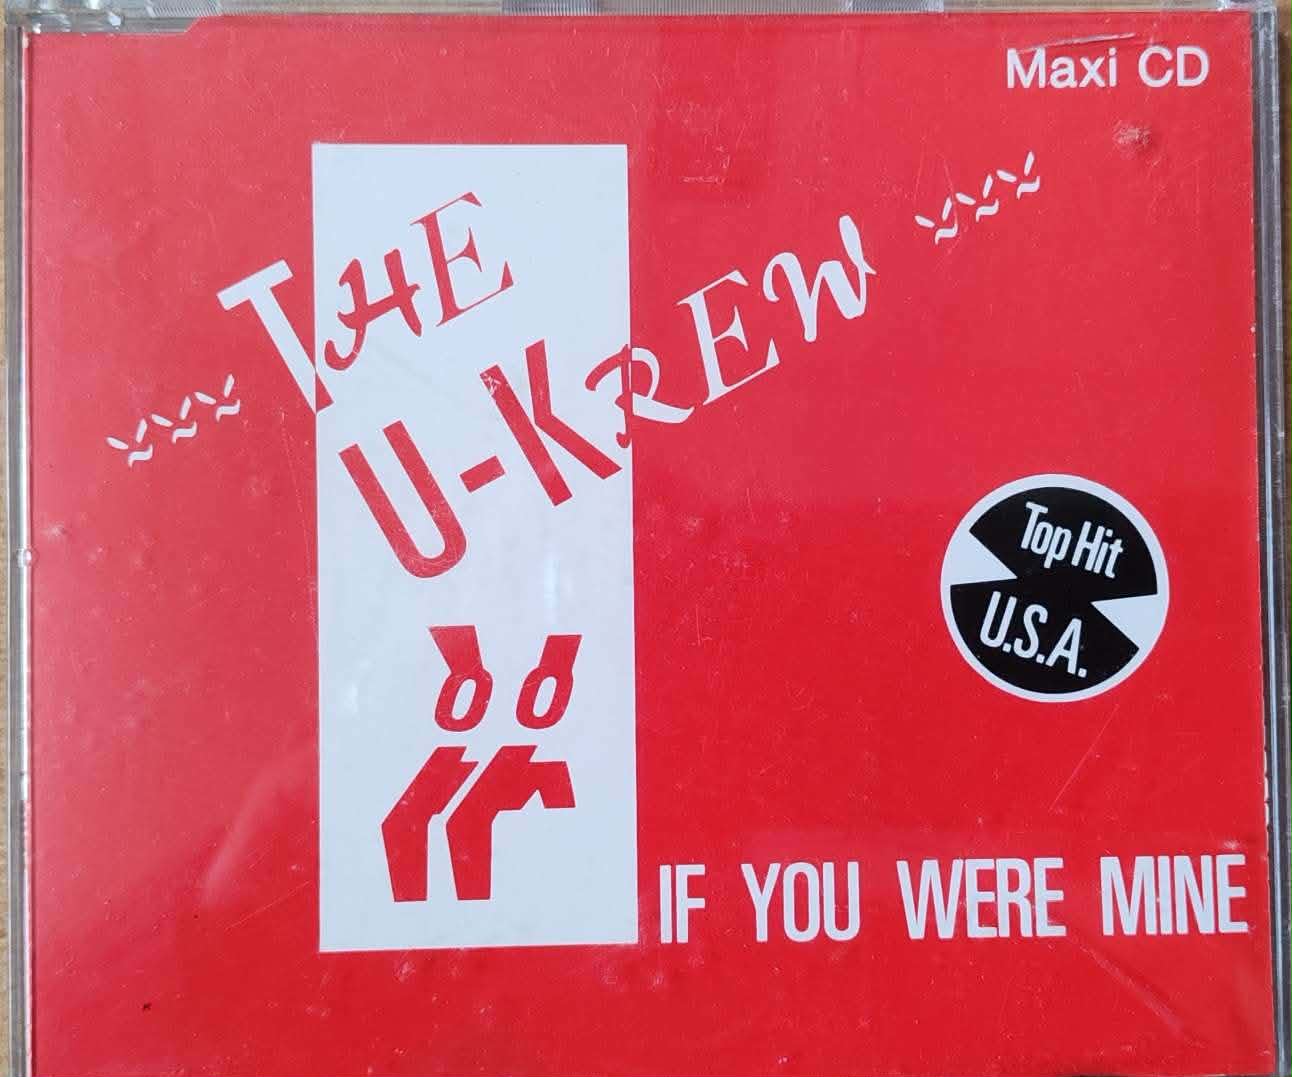 Maxi CD
THE
U-KREW
Top Hit
U.S.A.
IF YOU WERE MINE